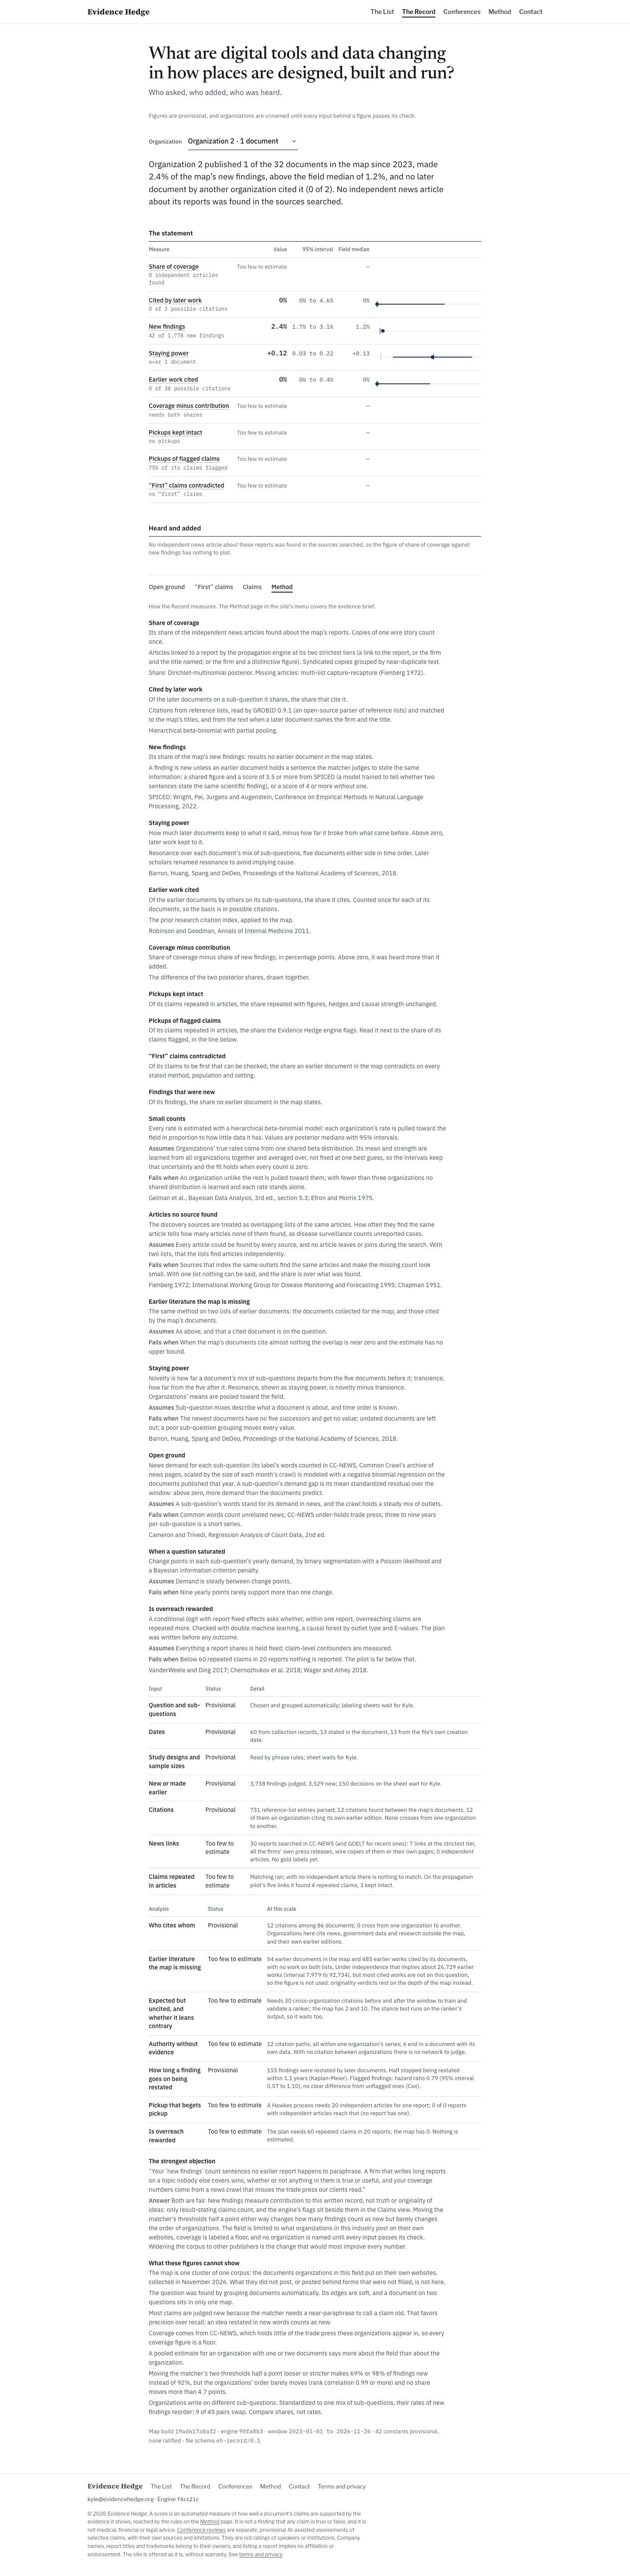 Evidence Hedge
The List The Record Conferences Method Contact
What are digital tools and data changing
in how places are designed, built and run?
Who asked, who added, who was heard.
Figures are provisional, and organizations are unnamed until every input behind a figure passes its check.
Organization Organization 2 · 1 document
Organization 2 published 1 of the 32 documents in the map since 2023, made
2.4% of the map's new findings, above the field median of 1.2%, and no later
document by another organization cited it (0 of 2). No independent news article
about its reports was found in the sources searched.
The statement
Measure Value 95% interval Field median
Share of coverage Too few to estimate —
0 independent articles
found
Cited by later work 0% 0% to 4.6% 0%
0 of 2 possible citations
New findings 2.4% 1.7% to 3.1% 1.2%
42 of 1,778 new findings
Staying power +0.12 0.03 to 0.22 +0.13
over 1 document
Earlier work cited 0% 0% to 0.4% 0%
0 of 38 possible citations
Coverage minus contribution Too few to estimate —
needs both shares
Pickups kept intact Too few to estimate —
no pickups
Pickups of flagged claims Too few to estimate —
75% of its claims flagged
"First" claims contradicted Too few to estimate —
no "first" claims
Heard and added
No independent news article about these reports was found in the sources searched, so the figure of share of coverage against
new findings has nothing to plot.
Open ground "First" claims Claims Method
How the Record measures. The Method page in the site's menu covers the evidence brief.
Share of coverage
Its share of the independent news articles found about the map's reports. Copies of one wire story count
once.
Articles linked to a report by the propagation engine at its two strictest tiers (a link to the report, or the firm
and the title named; or the firm and a distinctive figure). Syndicated copies grouped by near-duplicate text.
Share: Dirichlet-multinomial posterior. Missing articles: multi-list capture-recapture (Fienberg 1972).
Cited by later work
Of the later documents on a sub-question it shares, the share that cite it.
Citations from reference lists, read by GROBID 0.9.1 (an open-source parser of reference lists) and matched
to the map's titles, and from the text when a later document names the firm and the title.
Hierarchical beta-binomial with partial pooling.
New findings
Its share of the map's new findings: results no earlier document in the map states.
A finding is new unless an earlier document holds a sentence the matcher judges to state the same
information: a shared figure and a score of 3.5 or more from SPICED (a model trained to tell whether two
sentences state the same scientific finding), or a score of 4 or more without one.
SPICED: Wright, Pei, Jurgens and Augenstein, Conference on Empirical Methods in Natural Language
Processing, 2022.
Staying power
How much later documents keep to what it said, minus how far it broke from what came before. Above zero,
later work kept to it.
Resonance over each document's mix of sub-questions, five documents either side in time order. Later
scholars renamed resonance to avoid implying cause.
Barron, Huang, Spang and DeDeo, Proceedings of the National Academy of Sciences, 2018.
Earlier work cited
Of the earlier documents by others on its sub-questions, the share it cites. Counted once for each of its
documents, so the basis is in possible citations.
The prior research citation index, applied to the map.
Robinson and Goodman, Annals of Internal Medicine 2011.
Coverage minus contribution
Share of coverage minus share of new findings, in percentage points. Above zero, it was heard more than it
added.
The difference of the two posterior shares, drawn together.
Pickups kept intact
Of its claims repeated in articles, the share repeated with figures, hedges and causal strength unchanged.
Pickups of flagged claims
Of its claims repeated in articles, the share the Evidence Hedge engine flags. Read it next to the share of its
claims flagged, in the line below.
"First" claims contradicted
Of its claims to be first that can be checked, the share an earlier document in the map contradicts on every
stated method, population and setting.
Findings that were new
Of its findings, the share no earlier document in the map states.
Small counts
Every rate is estimated with a hierarchical beta-binomial model: each organization's rate is pulled toward the
field in proportion to how little data it has. Values are posterior medians with 95% intervals.
Assumes Organizations' true rates come from one shared beta distribution. Its mean and strength are
learned from all organizations together and averaged over, not fixed at one best guess, so the intervals keep
that uncertainty and the fit holds when every count is zero.
Fails when An organization unlike the rest is pulled toward them; with fewer than three organizations no
shared distribution is learned and each rate stands alone.
Gelman et al., Bayesian Data Analysis, 3rd ed., section 5.3; Efron and Morris 1975.
Articles no source found
The discovery sources are treated as overlapping lists of the same articles. How often they find the same
article tells how many articles none of them found, as disease surveillance counts unreported cases.
Assumes Every article could be found by every source, and no article leaves or joins during the search. With
two lists, that the lists find articles independently.
Fails when Sources that index the same outlets find the same articles and make the missing count look
small. With one list nothing can be said, and the share is over what was found.
Fienberg 1972; International Working Group for Disease Monitoring and Forecasting 1995; Chapman 1951.
Earlier literature the map is missing
The same method on two lists of earlier documents: the documents collected for the map, and those cited
by the map's documents.
Assumes As above, and that a cited document is on the question.
Fails when When the map's documents cite almost nothing the overlap is near zero and the estimate has no
upper bound.
Staying power
Novelty is how far a document's mix of sub-questions departs from the five documents before it; transience,
how far from the five after it. Resonance, shown as staying power, is novelty minus transience.
Organizations' means are pooled toward the field.
Assumes Sub-question mixes describe what a document is about, and time order is known.
Fails when The newest documents have no five successors and get no value; undated documents are left
out; a poor sub-question grouping moves every value.
Barron, Huang, Spang and DeDeo, Proceedings of the National Academy of Sciences, 2018.
Open ground
News demand for each sub-question (its label's words counted in CC-NEWS, Common Crawl's archive of
news pages, scaled by the size of each month's crawl) is modeled with a negative binomial regression on the
documents published that year. A sub-question's demand gap is its mean standardized residual over the
window: above zero, more demand than the documents predict.
Assumes A sub-question's words stand for its demand in news, and the crawl holds a steady mix of outlets.
Fails when Common words count unrelated news; CC-NEWS under-holds trade press; three to nine years
per sub-question is a short series.
Cameron and Trivedi, Regression Analysis of Count Data, 2nd ed.
When a question saturated
Change points in each sub-question's yearly demand, by binary segmentation with a Poisson likelihood and
a Bayesian information criterion penalty.
Assumes Demand is steady between change points.
Fails when Nine yearly points rarely support more than one change.
Is overreach rewarded
A conditional logit with report fixed effects asks whether, within one report, overreaching claims are
repeated more. Checked with double machine learning, a causal forest by outlet type and E-values. The plan
was written before any outcome.
Assumes Everything a report shares is held fixed; claim-level confounders are measured.
Fails when Below 60 repeated claims in 20 reports nothing is reported. The pilot is far below that.
VanderWeele and Ding 2017; Chernozhukov et al. 2018; Wager and Athey 2018.
Input Status Detail
Question and sub-questions Provisional Chosen and grouped automatically; labeling sheets wait for Kyle.
Dates Provisional 60 from collection records, 13 stated in the document, 13 from the file's own creation
date.
Study designs and sample sizes Provisional Read by phrase rules; sheet waits for Kyle.
New or made earlier Provisional 3,738 findings judged, 3,529 new; 150 decisions on the sheet wait for Kyle.
Citations Provisional 731 reference-list entries parsed; 12 citations found between the map's documents, 12
of them an organization citing its own earlier edition. None crosses from one organization
to another.
News links Too few to estimate 30 reports searched in CC-NEWS (and GDELT for recent ones): 7 links at the strictest tier,
all the firms' own press releases, wire copies of them or their own pages; 0 independent
articles. No gold labels yet.
Claims repeated in articles Too few to estimate Matching ran; with no independent article there is nothing to match. On the propagation
pilot's five links it found 4 repeated claims, 3 kept intact.
Analysis Status At this scale
Who cites whom Provisional 12 citations among 86 documents; 0 cross from one organization to another.
Organizations here cite news, government data and research outside the map,
and their own earlier editions.
Earlier literature the map is missing Too few to estimate 54 earlier documents in the map and 485 earlier works cited by its documents,
with no work on both lists. Under independence that implies about 26,729 earlier
works (interval 7,979 to 92,734), but most cited works are not on this question,
so the figure is not used: originality verdicts rest on the depth of the map instead.
Expected but uncited, and whether it leans contrary Too few to estimate Needs 30 cross-organization citations before and after the window to train and
validate a ranker; the map has 2 and 10. The stance test runs on the ranker's
output, so it waits too.
Authority without evidence Too few to estimate 12 citation paths, all within one organization's series; 6 end in a document with its
own data. With no citation between organizations there is no network to judge.
How long a finding goes on being restated Provisional 155 findings were restated by later documents. Half stopped being restated
within 1.1 years (Kaplan-Meier). Flagged findings: hazard ratio 0.79 (95% interval
0.57 to 1.10), no clear difference from unflagged ones (Cox).
Pickup that begets pickup Too few to estimate A Hawkes process needs 20 independent articles for one report; 0 of 0 reports
with independent articles reach that (no report has one).
Is overreach rewarded Too few to estimate The plan needs 60 repeated claims in 20 reports; the map has 0. Nothing is
estimated.
The strongest objection
"Your 'new findings' count sentences no earlier report happens to paraphrase. A firm that writes long reports
on a topic nobody else covers wins, whether or not anything in them is true or useful, and your coverage
numbers come from a news crawl that misses the trade press our clients read."
Answer Both are fair. New findings measure contribution to this written record, not truth or originality of
ideas: only result-stating claims count, and the engine's flags sit beside them in the Claims view. Moving the
matcher's thresholds half a point either way changes how many findings count as new but barely changes
the order of organizations. The field is limited to what organizations in this industry post on their own
websites, coverage is labeled a floor, and no organization is named until every input passes its check.
Widening the corpus to other publishers is the change that would most improve every number.
What these figures cannot show
The map is one cluster of one corpus: the documents organizations in this field put on their own websites,
collected in November 2026. What they did not post, or posted behind forms that were not filled, is not here.
The question was found by grouping documents automatically. Its edges are soft, and a document on two
questions sits in only one map.
Most claims are judged new because the matcher needs a near-paraphrase to call a claim old. That favors
precision over recall: an idea restated in new words counts as new.
Coverage comes from CC-NEWS, which holds little of the trade press these organizations appear in, so every
coverage figure is a floor.
A pooled estimate for an organization with one or two documents says more about the field than about the
organization.
Moving the matcher's two thresholds half a point looser or stricter makes 69% or 98% of findings new
instead of 92%, but the organizations' order barely moves (rank correlation 0.99 or more) and no share
moves more than 4.7 points.
Organizations write on different sub-questions. Standardized to one mix of sub-questions, their rates of new
findings reorder: 9 of 45 pairs swap. Compare shares, not rates.
Map build 19ad617a8af2 · engine 90fa8b3 · window 2023-01-01 to 2026-11-26 · 42 constants provisional,
none ratified · file schema eh-record/0.1
Evidence Hedge The List The Record Conferences Method Contact Terms and privacy
kyle@evidencehedge.org · Engine f4cc21c
© 2026 Evidence Hedge. A score is an automated measure of how well a document's claims are supported by the
evidence it shows, reached by the rules on the Method page. It is not a finding that any claim is true or false, and it is
not medical, financial or legal advice. Conference reviews are separate, provisional AI-assisted assessments of
selected claims, with their own sources and limitations. They are not ratings of speakers or institutions. Company
names, report titles and trademarks belong to their owners, and listing a report implies no affiliation or
endorsement. The site is offered as it is, without warranty. See terms and privacy.